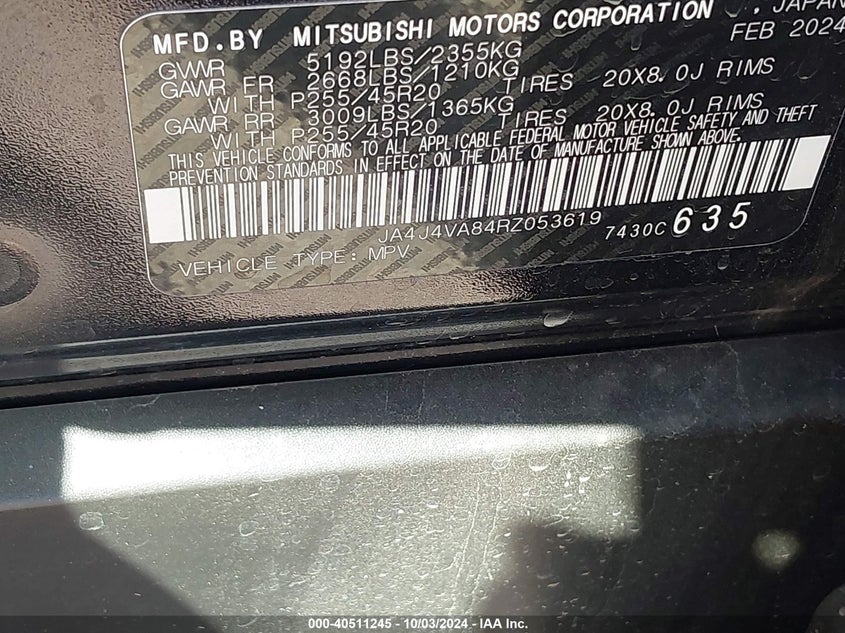 MFD.BY MITSUBISHI MOTORS CORPORATION , JAPAN
FEB 2024
GVWR 5192LBS/2355KG
GAWR FR 2668LBS/1210KG
WITH P255/45R20 TIRES 20X8.0J RIMS
GAWR RR 3009LBS/1365KG
WITH P255/45R20 TIRES 20X8.0J RIMS
THIS VEHICLE CONFORMS TO ALL APPLICABLE FEDERAL MOTOR VEHICLE SAFETY AND THEFT
PREVENTION STANDARDS IN EFFECT ON THE DATE OF MANUFACTURE SHOWN ABOVE.
JA4J4VA84RZ053619 7430C 635
VEHICLE TYPE: MPV
000-40511245 - 10/03/2024 - IAA Inc.